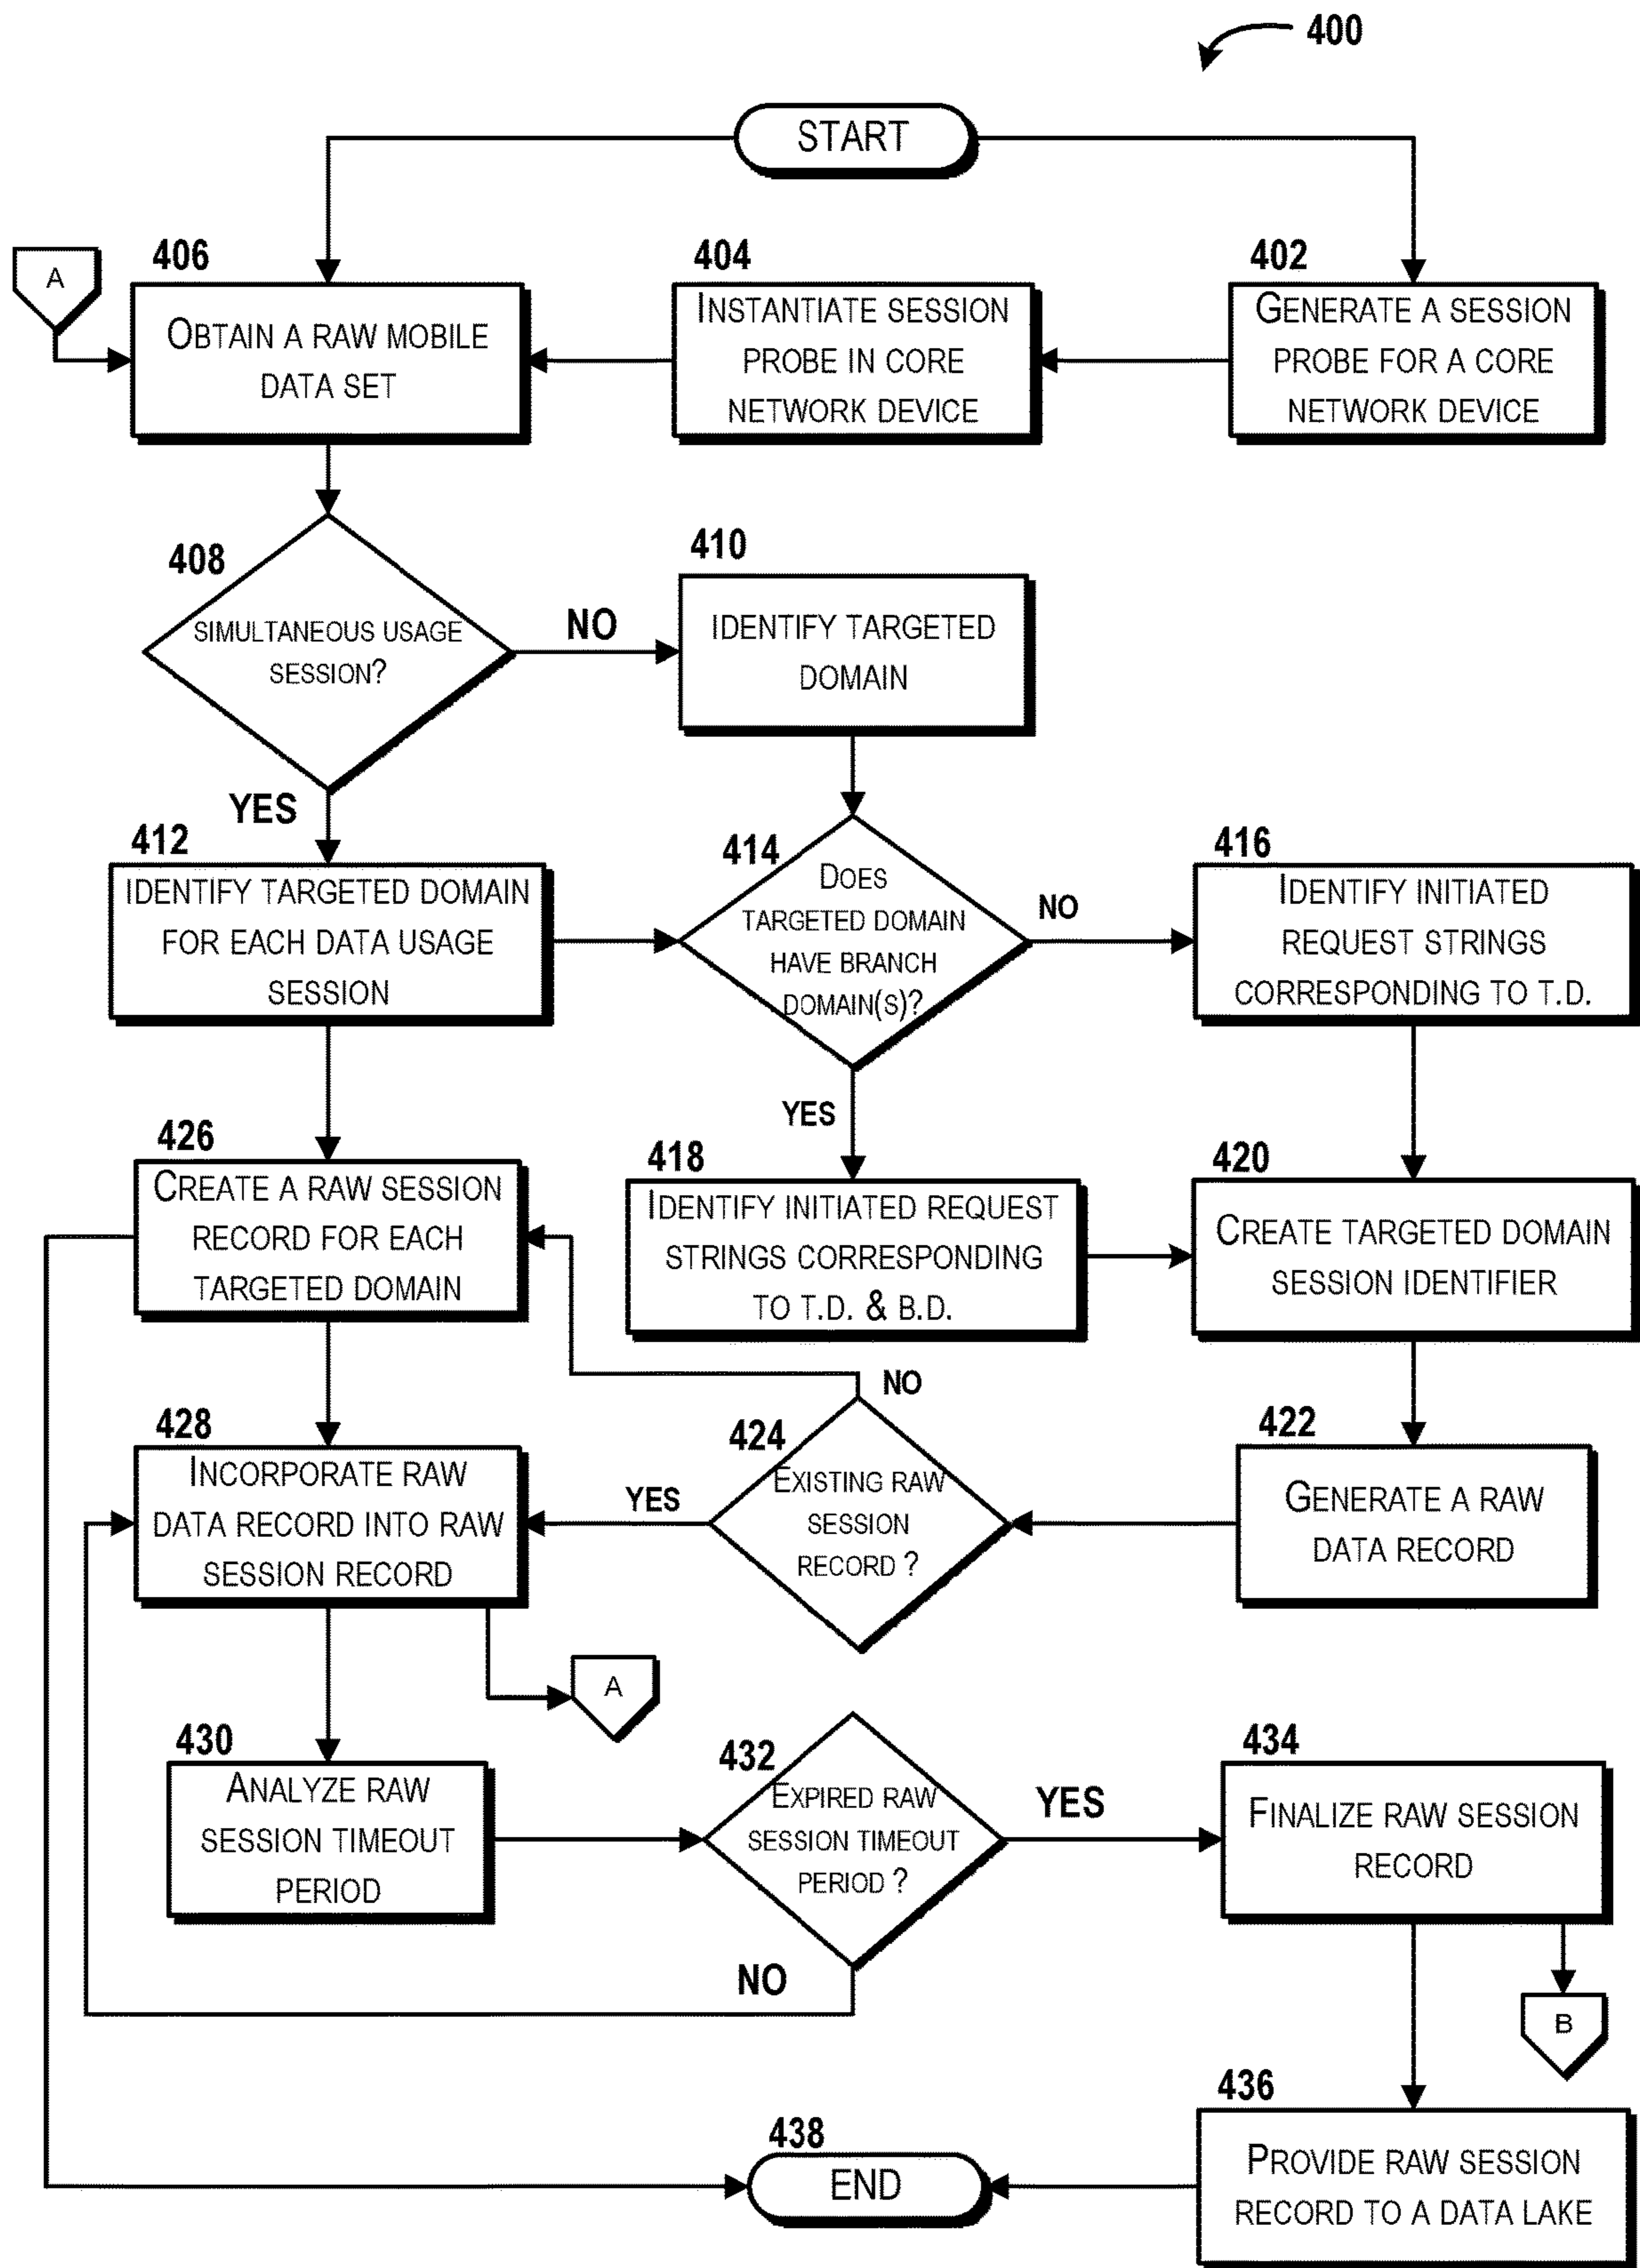 400
START
406
404
402
A
OBTAIN A RAW MOBILE
DATA SET
INSTANTIATE SESSION
PROBE IN CORE
NETWORK DEVICE
GENERATE A SESSION
PROBE FOR A CORE
NETWORK DEVICE
408
SIMULTANEOUS USAGE
SESSION?
NO
410
IDENTIFY TARGETED
DOMAIN
YES
412
IDENTIFY TARGETED DOMAIN
FOR EACH DATA USAGE
SESSION
414
DOES
TARGETED DOMAIN
HAVE BRANCH
DOMAIN(S)?
NO
416
IDENTIFY INITIATED
REQUEST STRINGS
CORRESPONDING TO T.D.
YES
426
CREATE A RAW SESSION
RECORD FOR EACH
TARGETED DOMAIN
418
IDENTIFY INITIATED REQUEST
STRINGS CORRESPONDING
TO T.D. & B.D.
420
CREATE TARGETED DOMAIN
SESSION IDENTIFIER
NO
428
INCORPORATE RAW
DATA RECORD INTO RAW
SESSION RECORD
YES
424
EXISTING RAW
SESSION
RECORD ?
422
GENERATE A RAW
DATA RECORD
A
430
ANALYZE RAW
SESSION TIMEOUT
PERIOD
432
EXPIRED RAW
SESSION TIMEOUT
PERIOD ?
YES
434
FINALIZE RAW SESSION
RECORD
NO
B
436
PROVIDE RAW SESSION
RECORD TO A DATA LAKE
438
END